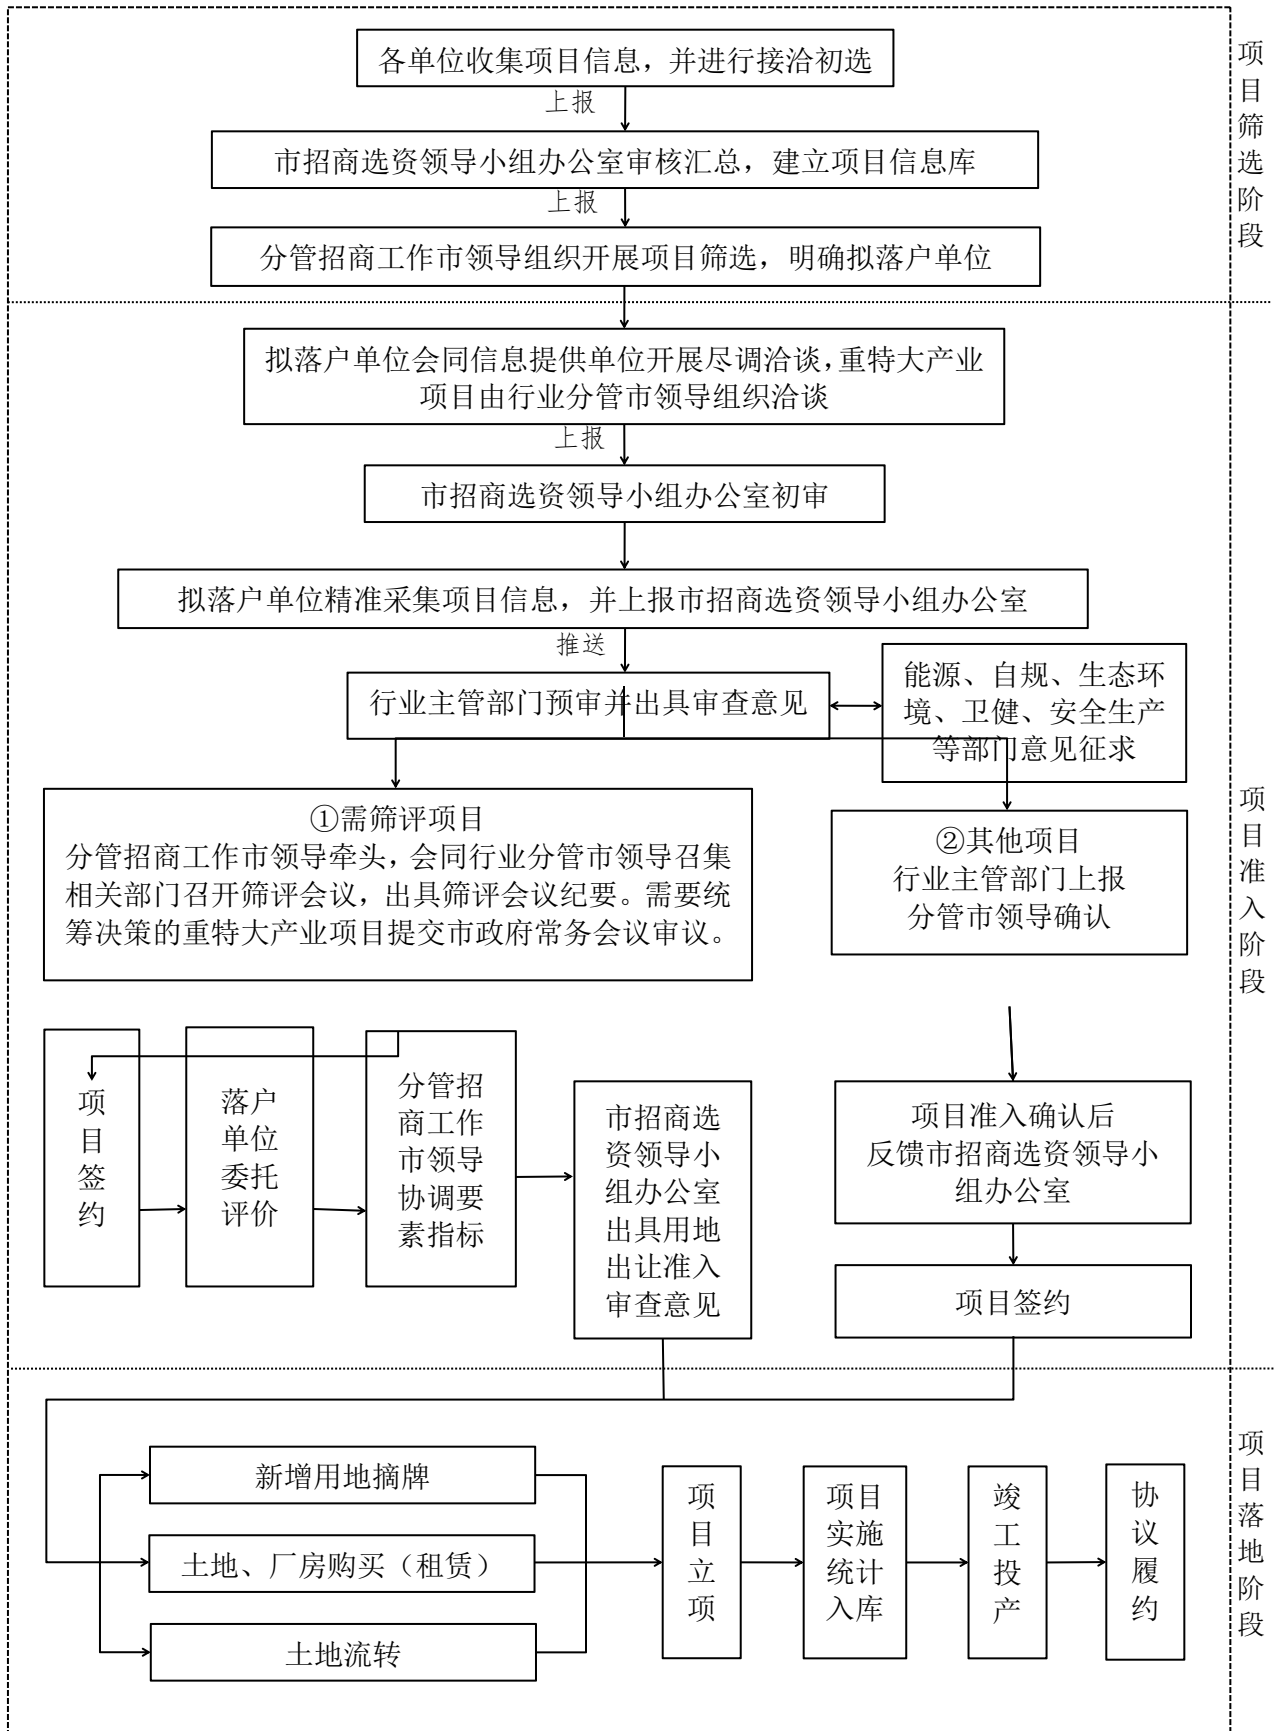 各单位收集项目信息，并进行接洽初选
上报
市招商选资领导小组办公室审核汇总，建立项目信息库
上报
分管招商工作市领导组织开展项目筛选，明确拟落户单位
项
目
筛
选
阶
段
拟落户单位会同信息提供单位开展尽调洽谈，重特大产业
项目由行业分管市领导组织洽谈
上报
市招商选资领导小组办公室初审
拟落户单位精准采集项目信息，并上报市招商选资领导小组办公室
推送
行业主管部门预审并出具审查意见
能源、自规、生态环
境、卫健、安全生产
等部门意见征求
①需筛评项目
分管招商工作市领导牵头，会同行业分管市领导召集
相关部门召开筛评会议，出具筛评会议纪要。需要统
筹决策的重特大产业项目提交市政府常务会议审议。
②其他项目
行业主管部门上报
分管市领导确认
项
目
准
入
阶
段
项
目
签
约
落户
单位
委托
评价
分管招
商工作
市领导
协调要
素指标
市招商选
资领导小
组办公室
出具用地
出让准入
审查意见
项目准入确认后
反馈市招商选资领导小
组办公室
项目签约
新增用地摘牌
土地、厂房购买（租赁）
土地流转
项
目
立
项
项目
实施
统计
入库
竣
工
投
产
协
议
履
约
项
目
落
地
阶
段